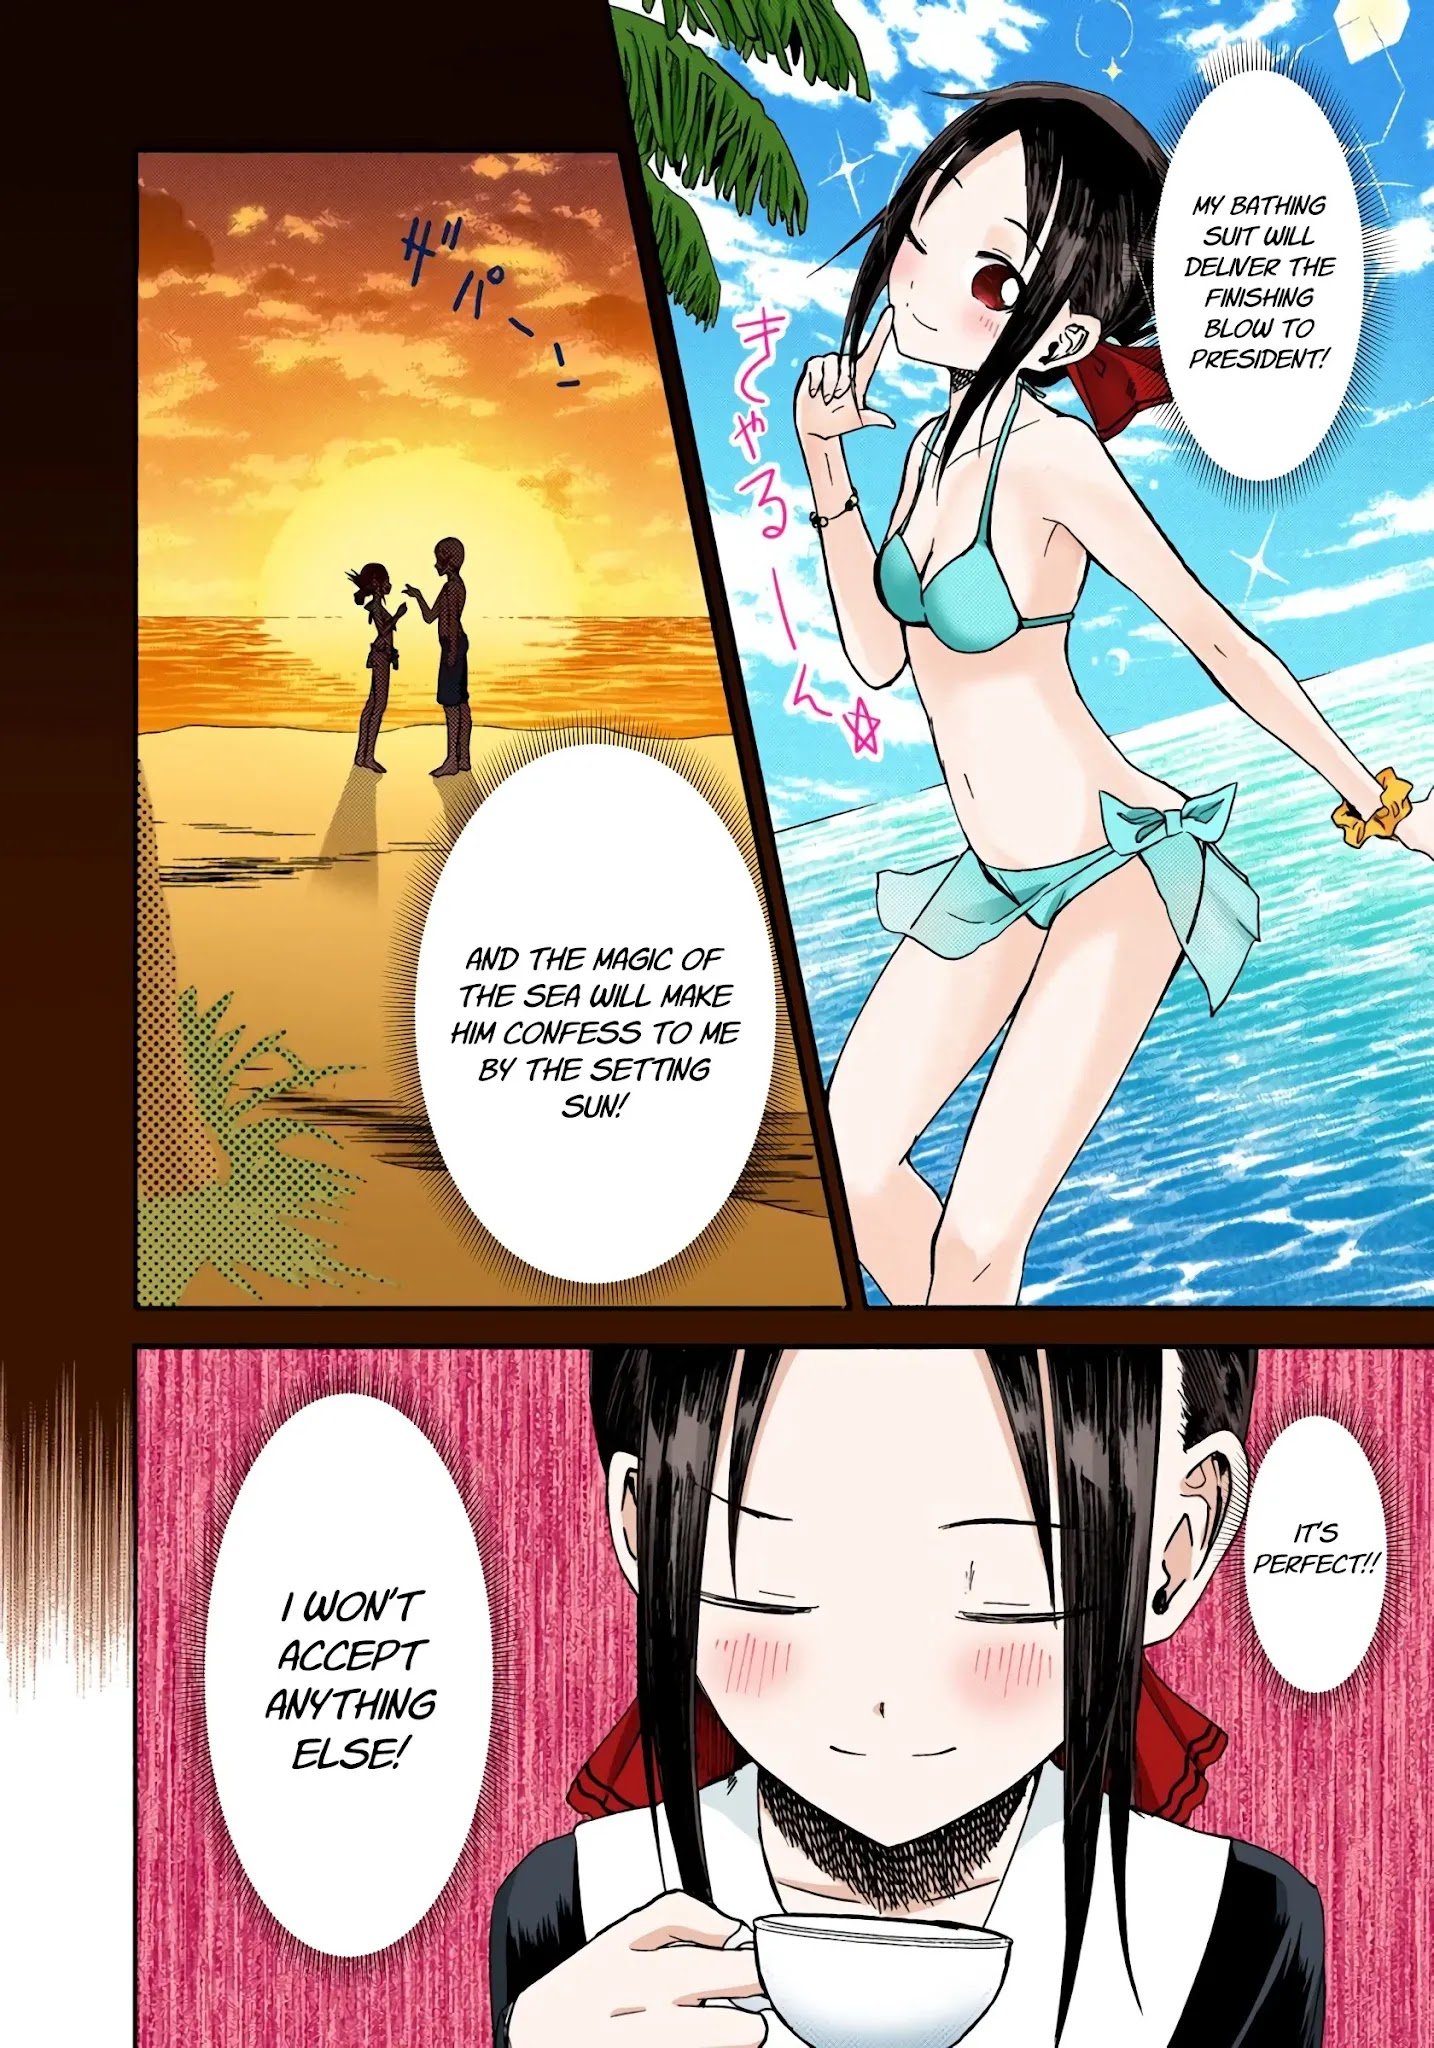 MY BATHING
SUIT WILL
DELIVER THE
FINISHING
BLOW TO
PRESIDENT!
きゃるーん☆
ザパーー
AND THE MAGIC OF
THE SEA WILL MAKE
HIM CONFESS TO ME
BY THE SETTING
SUN!
IT'S
PERFECT!!
I WON'T
ACCEPT
ANYTHING
ELSE!